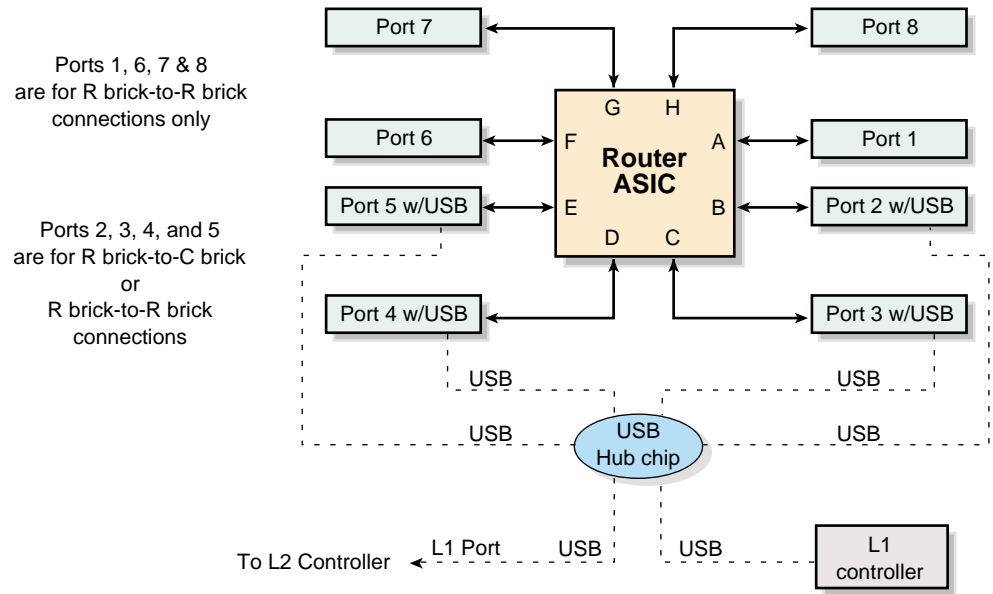 Port 7
Port 8
Ports 1, 6, 7 & 8
are for R brick-to-R brick
connections only
G
H
Port 6
F
A
Port 1
Router
ASIC
Port 5 w/USB
E
B
Port 2 w/USB
D
C
Ports 2, 3, 4, and 5
are for R brick-to-C brick
or
R brick-to-R brick
connections
Port 4 w/USB
Port 3 w/USB
USB
USB
USB
USB
Hub chip
USB
To L2 Controller
L1 Port
USB
USB
L1
controller